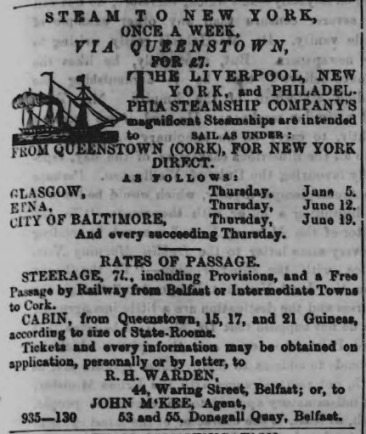 STEAM TO NEW YORK,
ONCE A WEEK,
VIA QUEENSTOWN,
FOR £7.
THE LIVERPOOL, NEW
YORK, and PHILADEL-
PHIA STEAMSHIP COMPANY'S
magnificent Steamships are intended
to SAIL AS UNDER:
FROM QUEENSTOWN (CORK), FOR NEW YORK
DIRECT.
AS FOLLOWS:
GLASGOW, Thursday, June 5.
ETNA, Thursday, June 12.
CITY OF BALTIMORE, Thursday, June 19.
And every succeeding Thursday.
RATES OF PASSAGE.
STEERAGE, 7l., including Provisions, and a Free
Passage by Railway from Belfast or Intermediate Towns
to Cork.
CABIN, from Queenstown, 15, 17, and 21 Guineas,
according to size of State-Rooms.
Tickets and every information may be obtained on
application, personally or by letter, to
R. H. WARDEN,
44, Waring Street, Belfast; or, to
JOHN M'KEE, Agent,
935—130 53 and 55, Donegall Quay, Belfast.